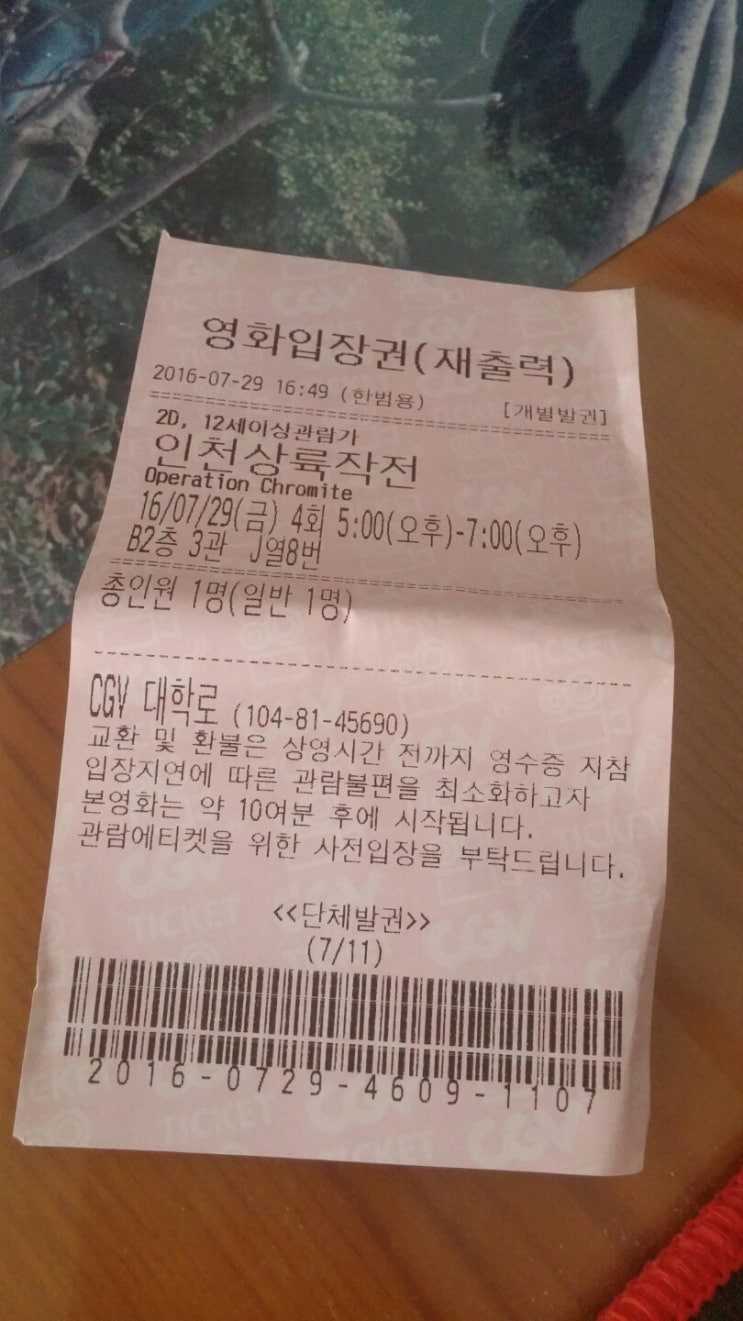 영화입장권(재출력)
2016-07-29 16:49 (한범용) [개별발권]
2D, 12세이상관람가
인천상륙작전
Operation Chromite
16/07/29(금) 4회 5:00(오후)-7:00(오후)
B2층 3관 J열8번
총인원 1명(일반 1명)
CGV 대학로 (104-81-45690)
교환 및 환불은 상영시간 전까지 영수증 지참
입장지연에 따른 관람불편을 최소화하고자
본영화는 약 10여분 후에 시작됩니다.
관람에티켓을 위한 사전입장을 부탁드립니다.
<<단체발권>>
(7/11)
2016-0729-4609-1107